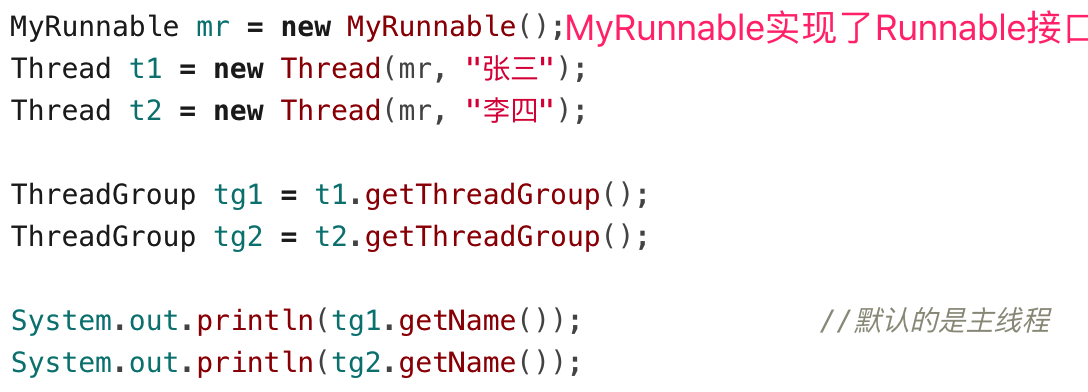 MyRunnable mr = new MyRunnable();MyRunnable实现了Runnable接口
Thread t1 = new Thread(mr, "张三");
Thread t2 = new Thread(mr, "李四");
ThreadGroup tg1 = t1.getThreadGroup();
ThreadGroup tg2 = t2.getThreadGroup();
System.out.println(tg1.getName()); //默认的是主线程
System.out.println(tg2.getName());